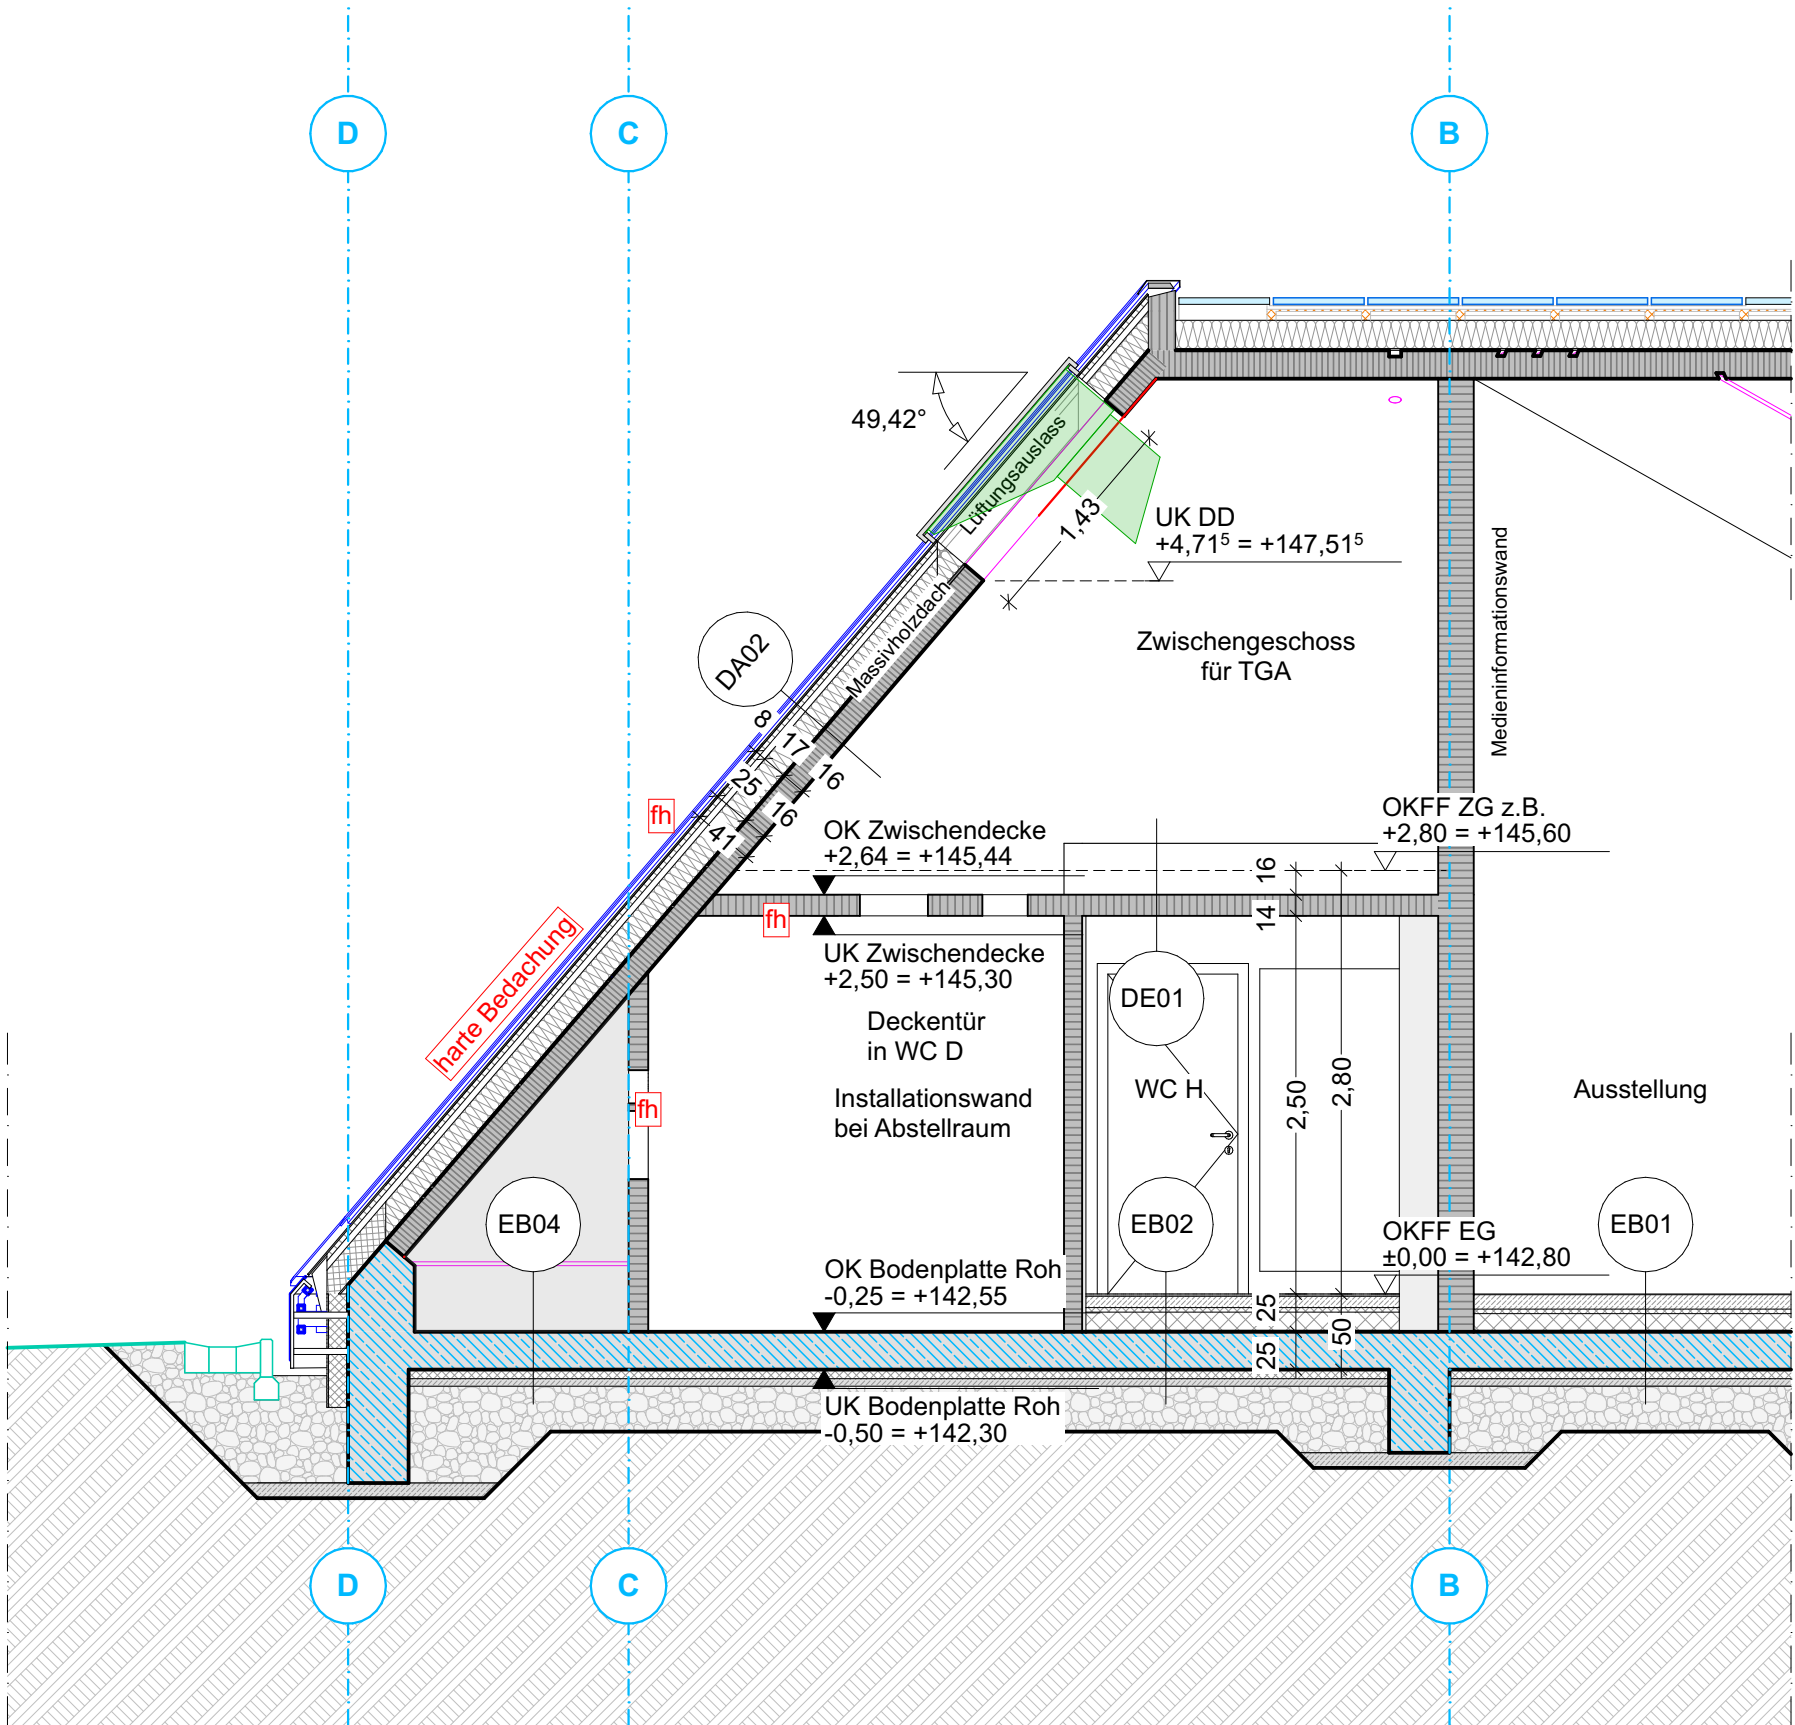 D
C
B
49,42°
Lüftungsauslass
1,43
UK DD
+4,71⁵ = +147,51⁵
Medieninformationswand
Massivholzdach
Zwischengeschoss
für TGA
DA02
8
17
16
25
16
41
fh
OK Zwischendecke
+2,64 = +145,44
OKFF ZG z.B.
+2,80 = +145,60
16
14
fh
harte Bedachung
UK Zwischendecke
+2,50 = +145,30
DE01
Deckentür
in WC D
WC H
2,50
2,80
Ausstellung
Installationswand
bei Abstellraum
fh
EB04
EB02
EB01
OKFF EG
±0,00 = +142,80
OK Bodenplatte Roh
-0,25 = +142,55
25
50
25
UK Bodenplatte Roh
-0,50 = +142,30
D
C
B